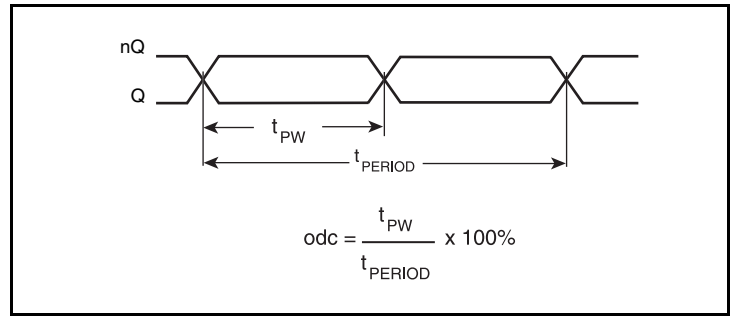 nQ
Q
tPW
tPERIOD
odc = tPW / tPERIOD x 100%